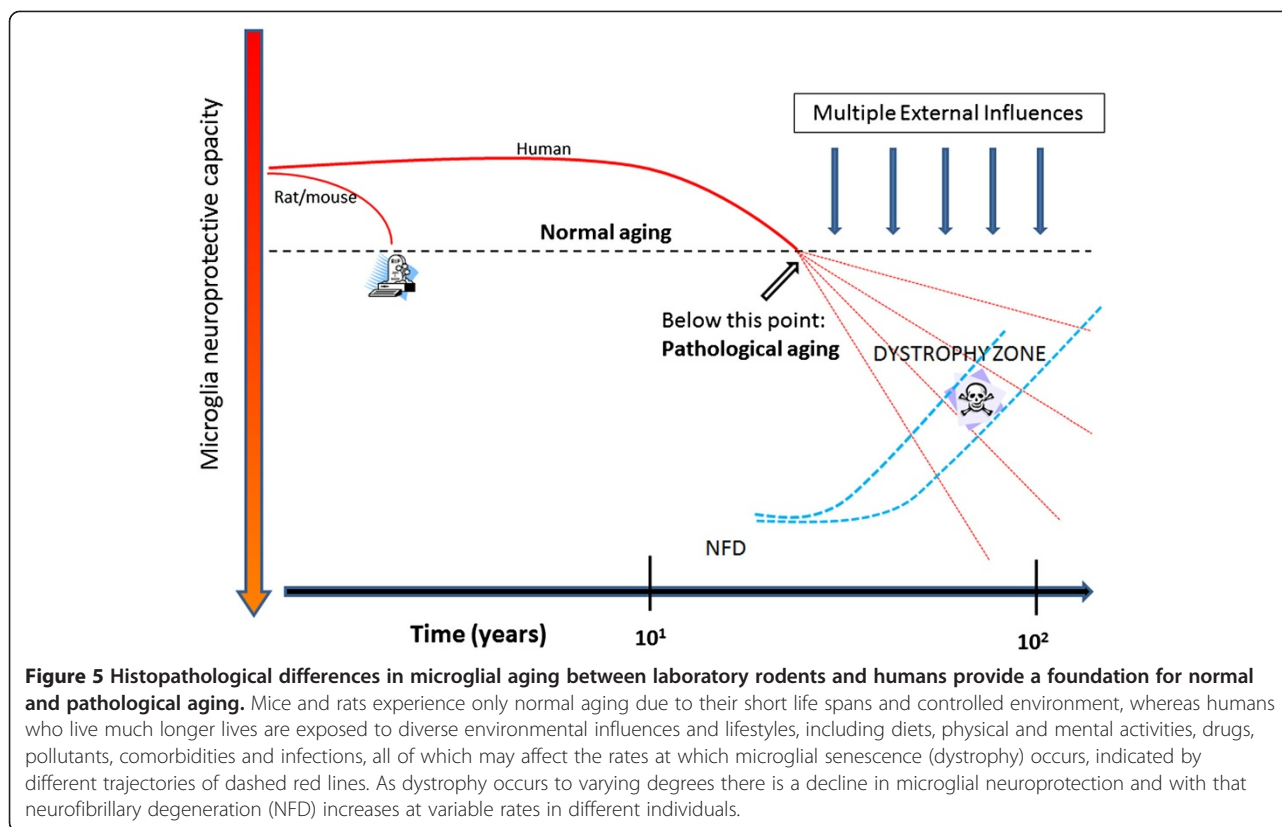 Microglia neuroprotective capacity
Multiple External Influences
Human
Rat/mouse
Normal aging
Below this point:
Pathological aging
DYSTROPHY ZONE
NFD
Time (years)
10¹
10²
Figure 5 Histopathological differences in microglial aging between laboratory rodents and humans provide a foundation for normal
and pathological aging. Mice and rats experience only normal aging due to their short life spans and controlled environment, whereas humans
who live much longer lives are exposed to diverse environmental influences and lifestyles, including diets, physical and mental activities, drugs,
pollutants, comorbidities and infections, all of which may affect the rates at which microglial senescence (dystrophy) occurs, indicated by
different trajectories of dashed red lines. As dystrophy occurs to varying degrees there is a decline in microglial neuroprotection and with that
neurofibrillary degeneration (NFD) increases at variable rates in different individuals.